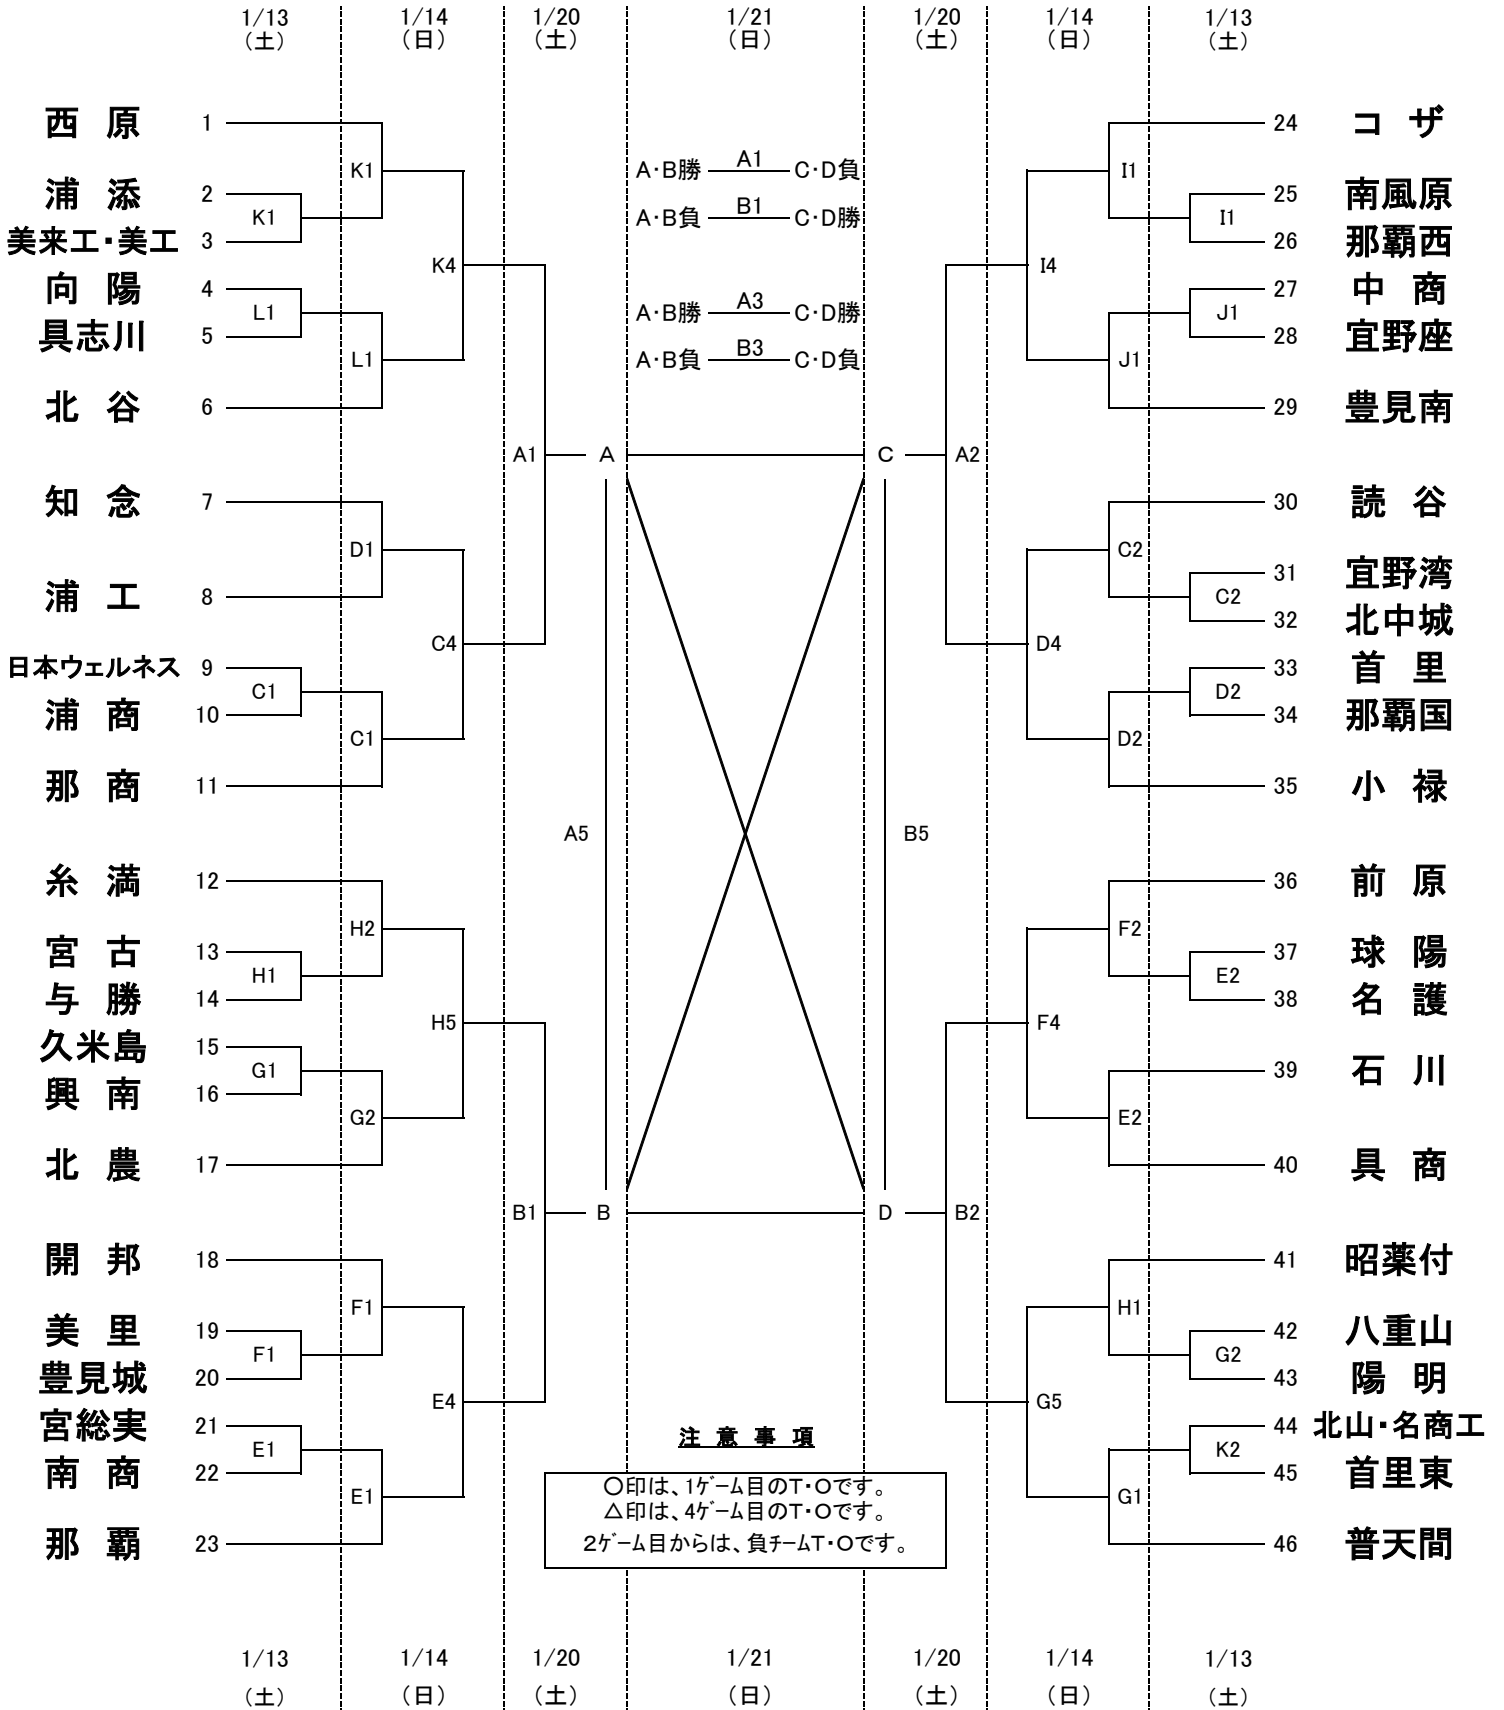 1/13 1/14 1/20 1/21 1/20 1/14 1/13
(土) (日) (土) (日) (土) (日) (土)
西 原 1
K1
浦 添 2
K1
美来工・美工 3
K4
向 陽 4
L1
具志川 5
L1
北 谷 6
A1 A
知 念 7
D1
浦 工 8
C4
日本ウェルネス 9
C1
浦 商 10
C1
那 商 11
A5
糸 満 12
H2
宮 古 13
H1
与 勝 14
H5
久米島 15
G1
興 南 16
G2
北 農 17
B1 B
開 邦 18
F1
美 里 19
F1
豊見城 20
E4
宮総実 21
E1
南 商 22
E1
那 覇 23
A・B勝 A1 C・D負
A・B負 B1 C・D勝
A・B勝 A3 C・D勝
A・B負 B3 C・D負
24 コ ザ
I1
25 南風原
I1
26 那覇西
I4
27 中 商
J1
28 宜野座
J1
29 豊見南
C A2
30 読 谷
C2
31 宜野湾
C2
32 北中城
D4
33 首 里
D2
34 那覇国
D2
35 小 禄
B5
36 前 原
F2
37 球 陽
E2
38 名 護
F4
39 石 川
E2
40 具 商
D B2
41 昭薬付
H1
42 八重山
G2
43 陽 明
G5
44 北山・名商工
K2
45 首里東
G1
46 普天間
注 意 事 項
○印は、1ｹﾞｰﾑ目のT・Oです。
△印は、4ｹﾞｰﾑ目のT・Oです。
2ｹﾞｰﾑ目からは、負ﾁｰﾑT・Oです。
1/13 1/14 1/20 1/21 1/20 1/14 1/13
(土) (日) (土) (日) (土) (日) (土)